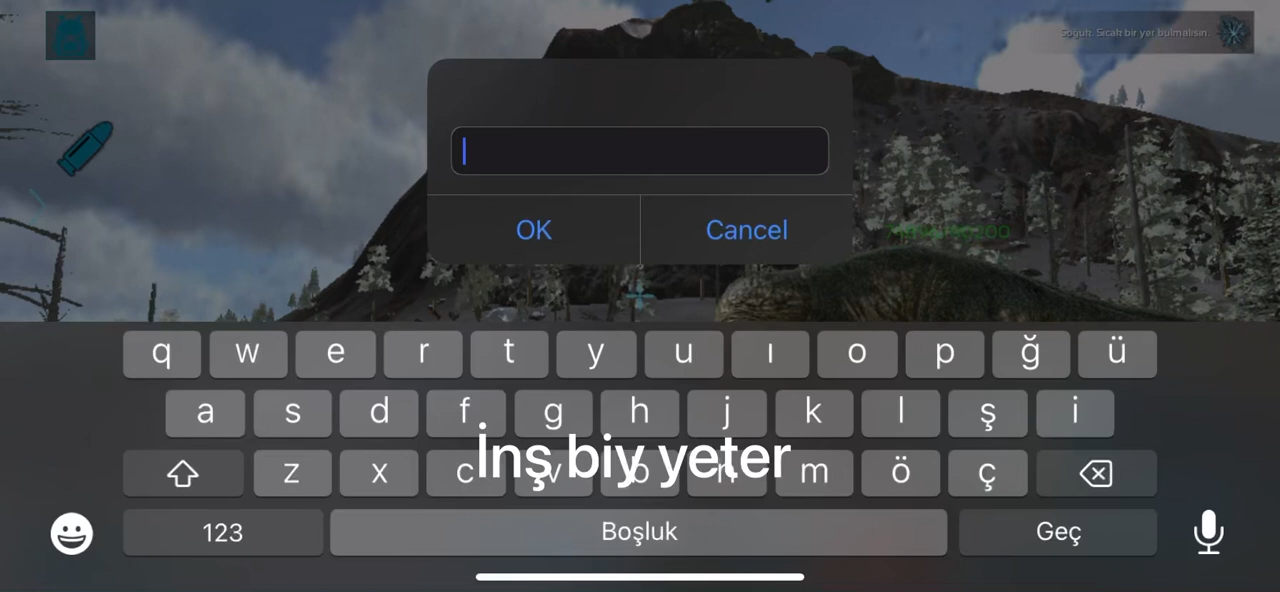 Soğuk: Sıcak bir yer bulmalısın.
OK
Cancel
q w e r t y u ı o p ğ ü
a s d f g h j k l ş i
İnş biy yeter
z x c v b n m ö ç
123
Boşluk
Geç